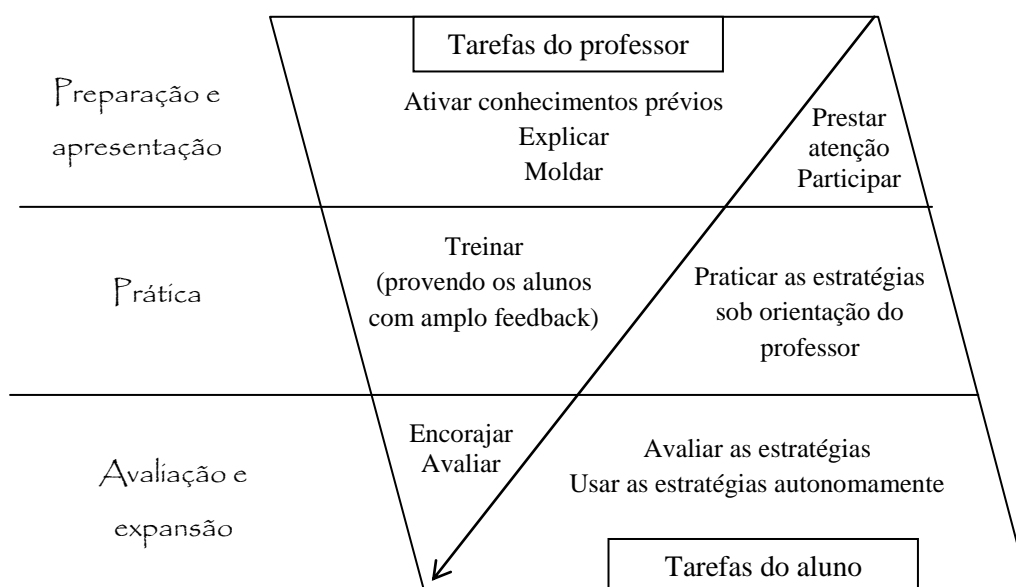 Tarefas do professor
Preparação e
apresentação
Ativar conhecimentos prévios
Explicar
Moldar
Prestar
atenção
Participar
Prática
Treinar
(provendo os alunos
com amplo feedback)
Praticar as estratégias
sob orientação do
professor
Avaliação e
expansão
Encorajar
Avaliar
Avaliar as estratégias
Usar as estratégias autonomamente
Tarefas do aluno